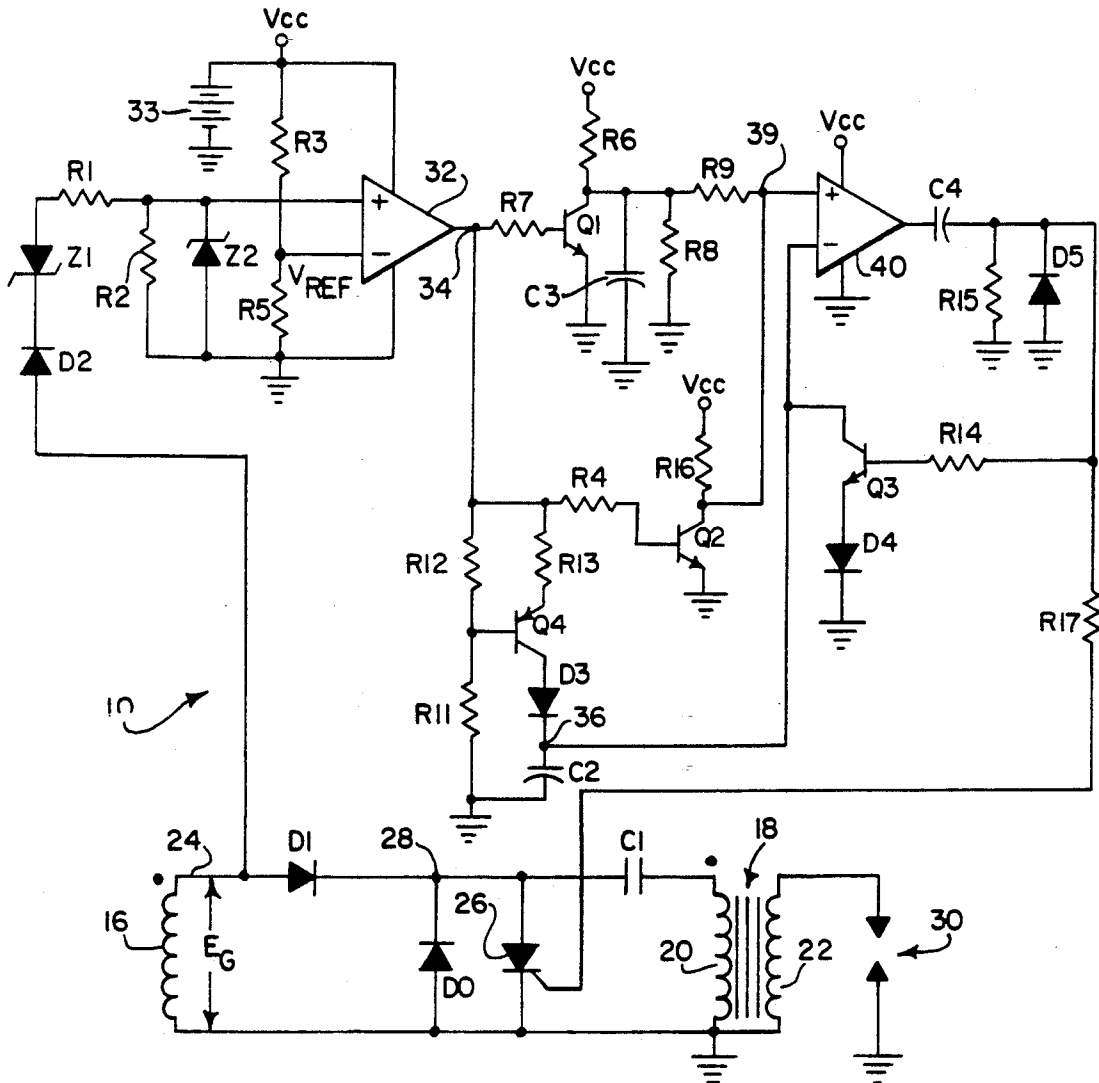 Vcc
Vcc
33
R3
R6
39
Vcc
R1
32
R7
R9
C4
Z1
R2
Z2
VREF
R5
34
Q1
C3
R8
40
R15
D5
D2
Vcc
R16
R14
R4
Q3
R12
R13
Q2
D4
Q4
R17
D3
10
R11
36
C2
24
D1
28
C1
18
26
30
16
EG
20
22
D0